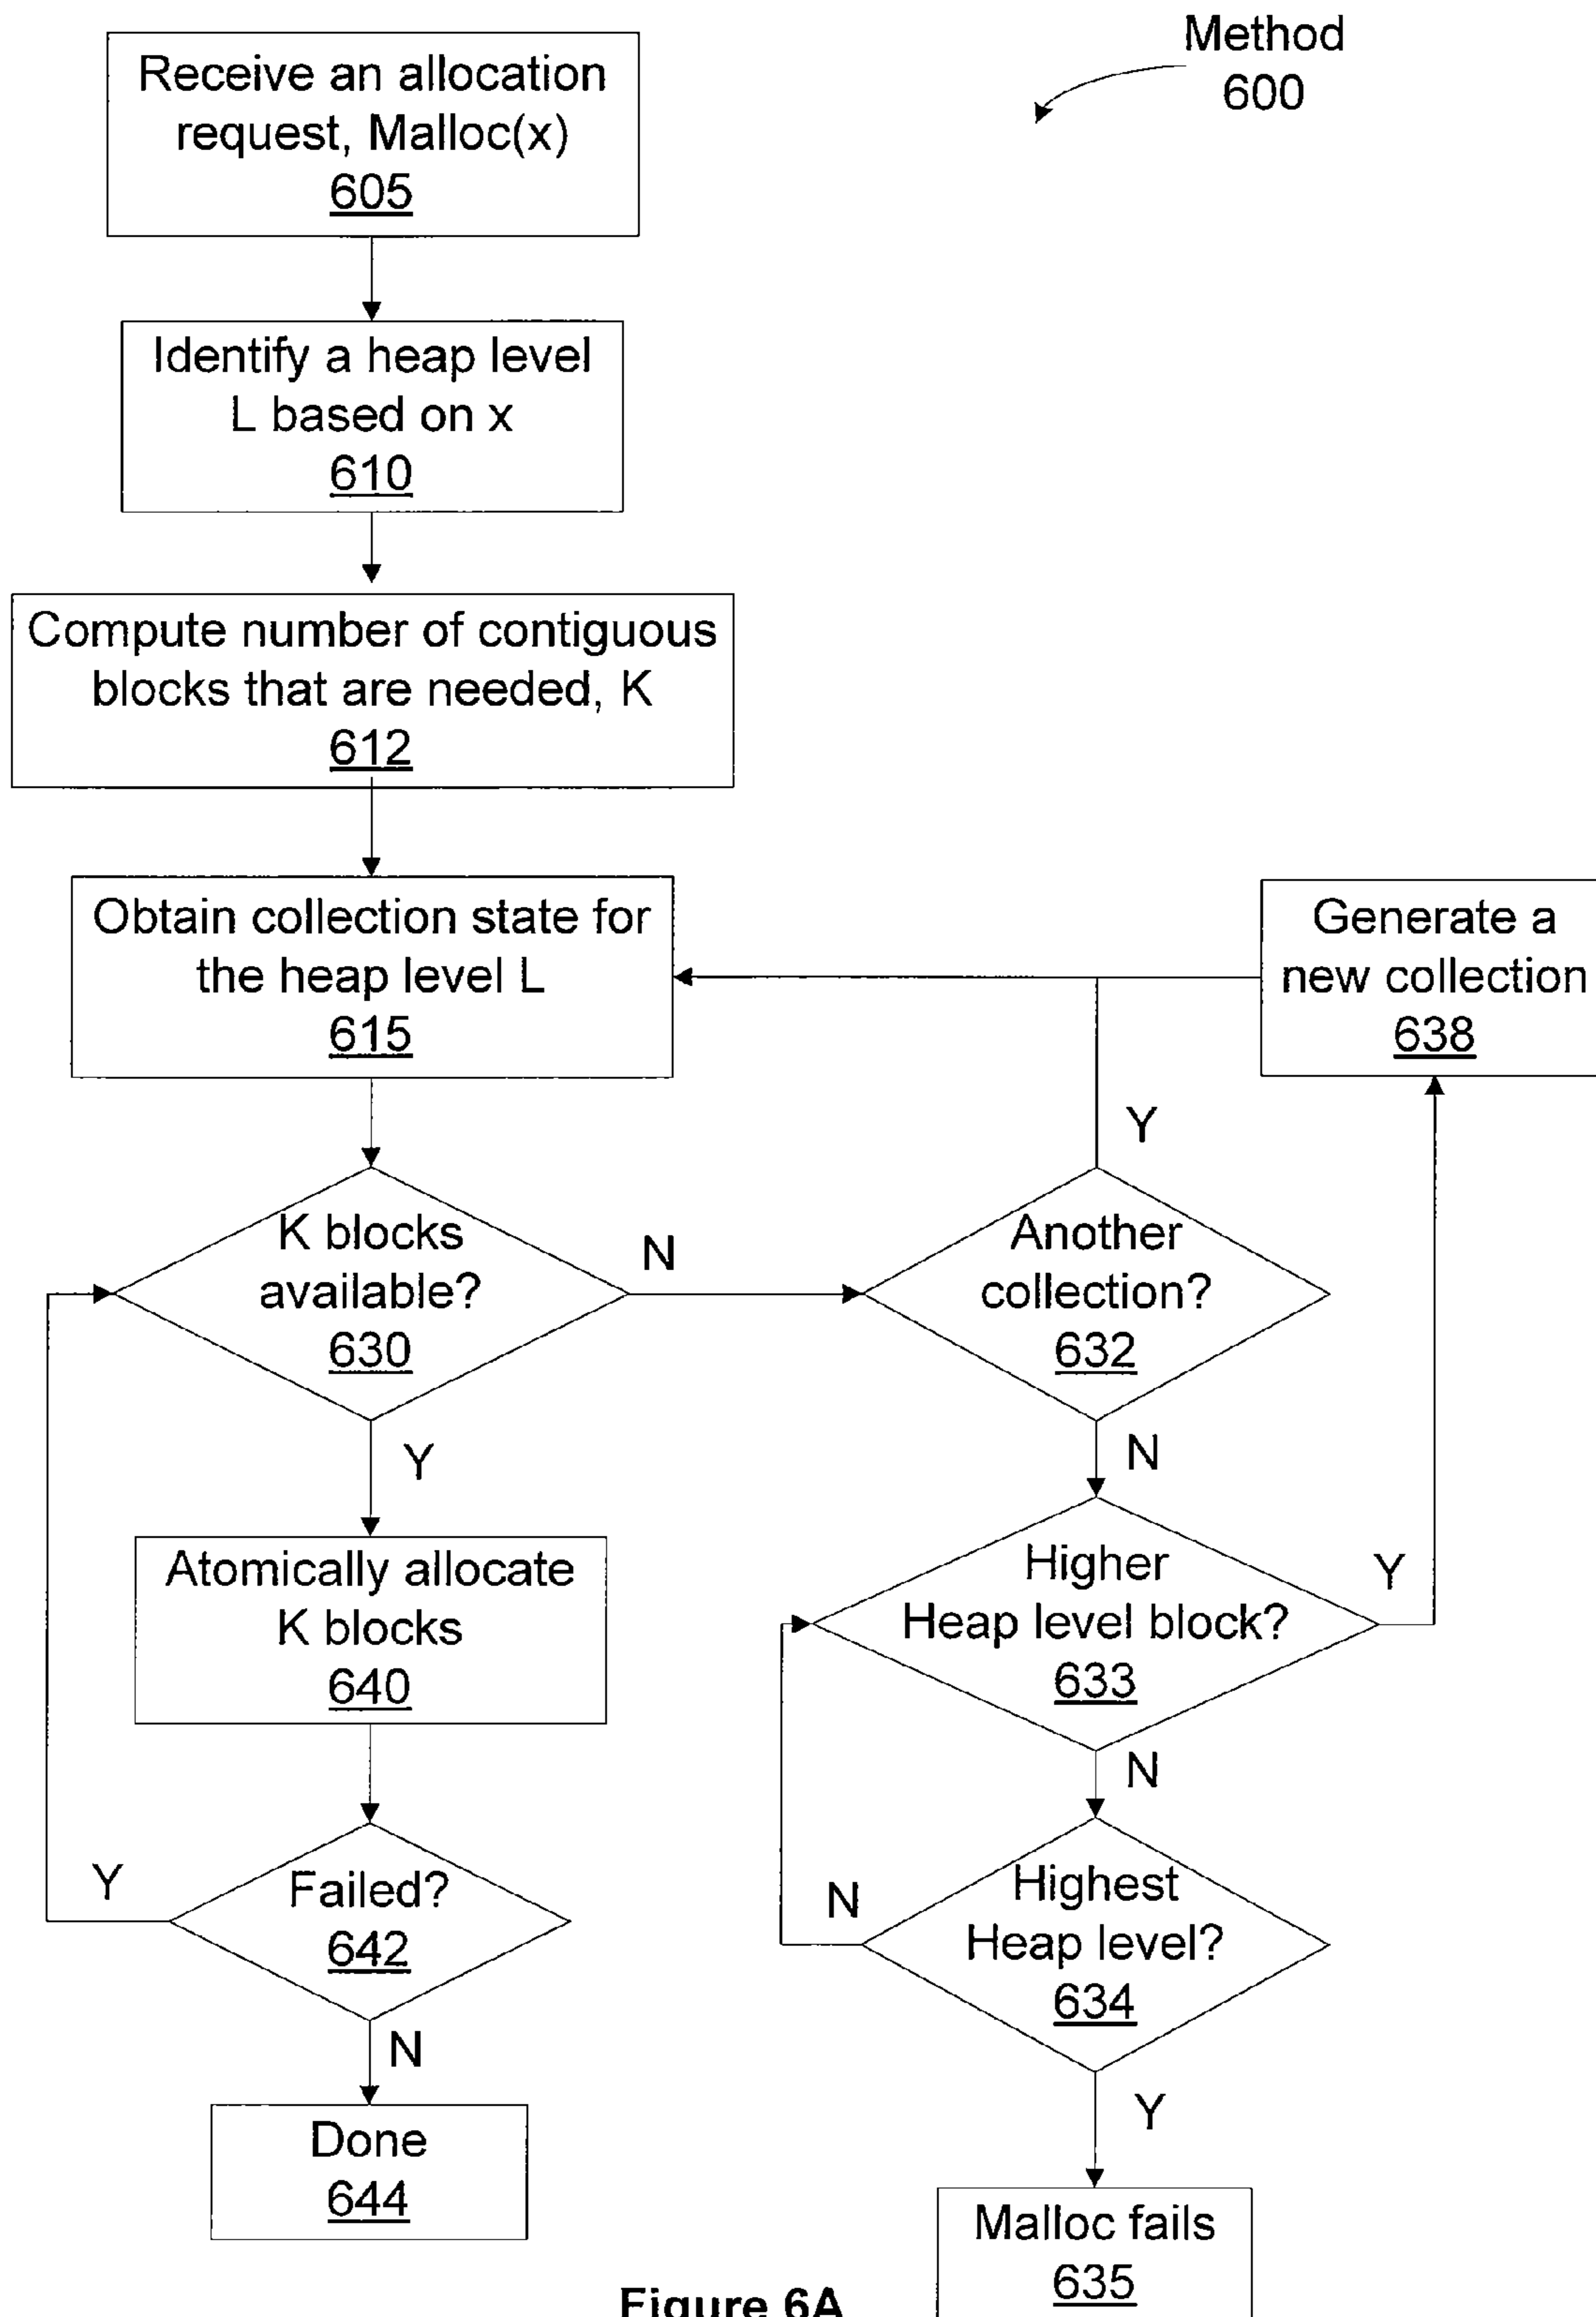 Method
600
Receive an allocation
request, Malloc(x)
605
Identify a heap level
L based on x
610
Compute number of contiguous
blocks that are needed, K
612
Obtain collection state for
the heap level L
615
Generate a
new collection
638
Y
K blocks
available?
630
N
Another
collection?
632
Y
N
Atomically allocate
K blocks
640
Higher
Heap level block?
633
Y
N
Failed?
642
Y
N
Highest
Heap level?
634
N
Y
Done
644
Malloc fails
635
Figure 6A